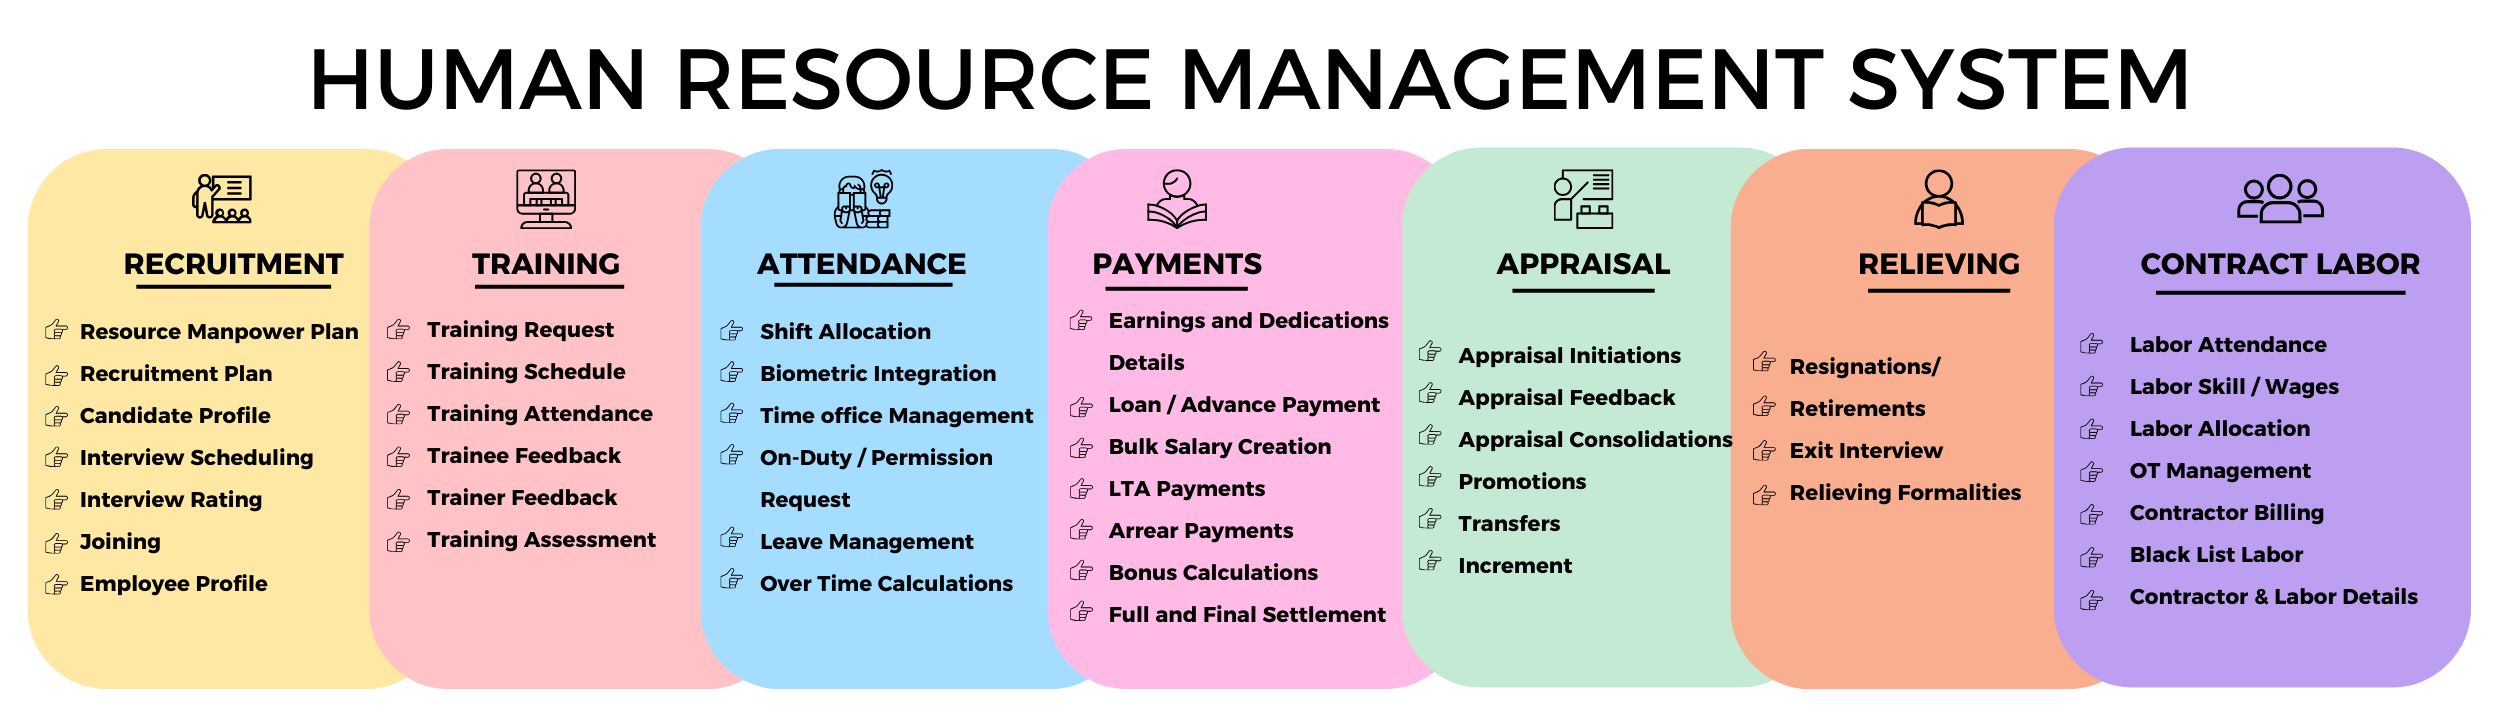 HUMAN RESOURCE MANAGEMENT SYSTEM
RECRUITMENT
Resource Manpower Plan
Recruitment Plan
Candidate Profile
Interview Scheduling
Interview Rating
Joining
Employee Profile
TRAINING
Training Request
Training Schedule
Training Attendance
Trainee Feedback
Trainer Feedback
Training Assessment
ATTENDANCE
Shift Allocation
Biometric Integration
Time office Management
On-Duty / Permission
Request
Leave Management
Over Time Calculations
PAYMENTS
Earnings and Dedications
Details
Loan / Advance Payment
Bulk Salary Creation
LTA Payments
Arrear Payments
Bonus Calculations
Full and Final Settlement
APPRAISAL
Appraisal Initiations
Appraisal Feedback
Appraisal Consolidations
Promotions
Transfers
Increment
RELIEVING
Resignations/
Retirements
Exit Interview
Relieving Formalities
CONTRACT LABOR
Labor Attendance
Labor Skill / Wages
Labor Allocation
OT Management
Contractor Billing
Black List Labor
Contractor & Labor Details